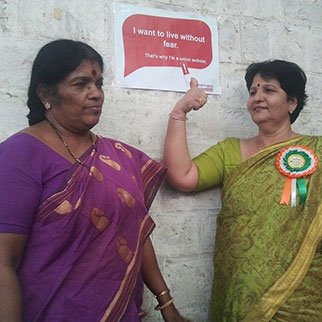 I want to live without
fear.
That's why I'm a union activist.